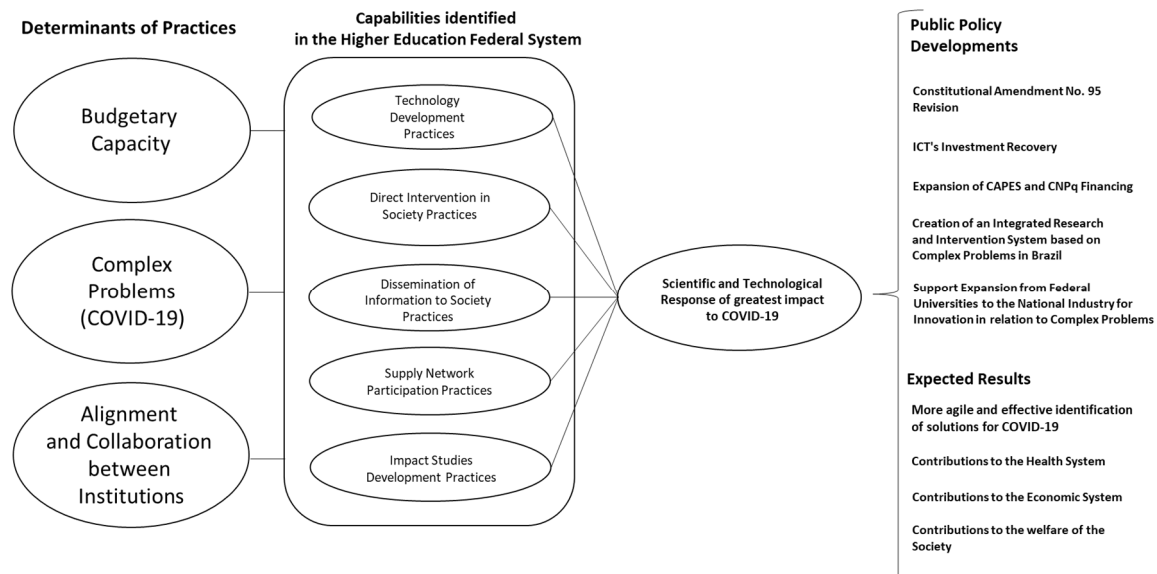 Determinants of Practices
Budgetary
Capacity
Complex
Problems
(COVID-19)
Alignment
and Collaboration
between
Institutions
Capabilities identified
in the Higher Education Federal System
Technology
Development
Practices
Direct Intervention in
Society Practices
Dissemination of
Information to Society
Practices
Supply Network
Participation Practices
Impact Studies
Development Practices
Scientific and Technological
Response of greatest impact
to COVID-19
Public Policy
Developments
Constitutional Amendment No. 95
Revision
ICT's Investment Recovery
Expansion of CAPES and CNPq Financing
Creation of an Integrated Research
and Intervention System based on
Complex Problems in Brazil
Support Expansion from Federal
Universities to the National Industry for
Innovation in relation to Complex Problems
Expected Results
More agile and effective identification
of solutions for COVID-19
Contributions to the Health System
Contributions to the Economic System
Contributions to the welfare of the
Society